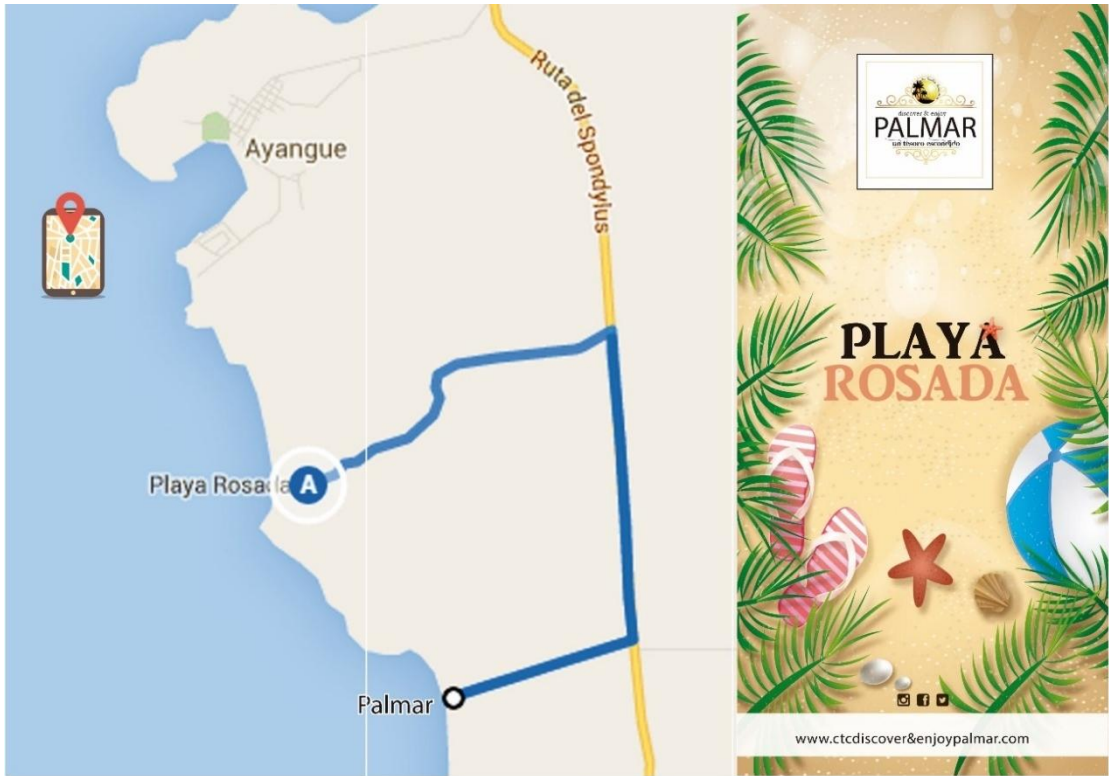 Ruta del Spondylus
Ayangue
Playa Rosada
A
Palmar
discover & enjoy
PALMAR
un tesoro escondido
PLAYA
ROSADA
www.ctcdiscover&enjoypalmar.com